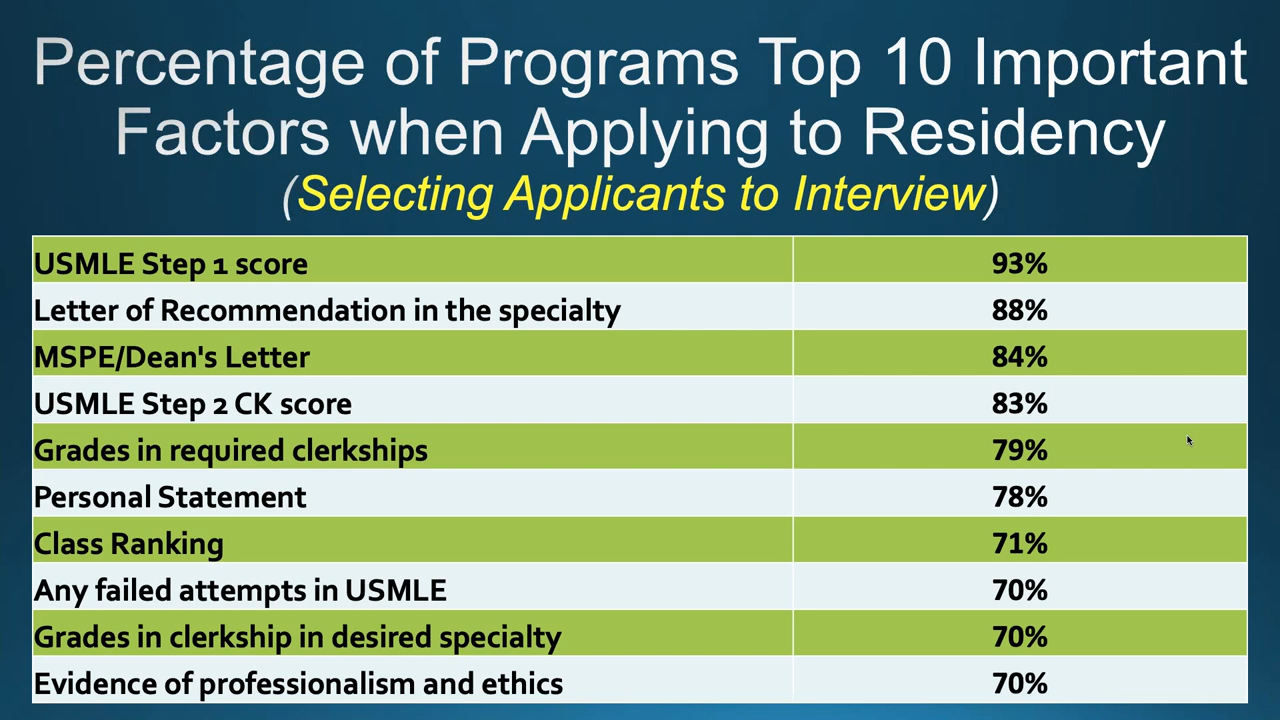 Percentage of Programs Top 10 Important
Factors when Applying to Residency
(Selecting Applicants to Interview)
USMLE Step 1 score 93%
Letter of Recommendation in the specialty 88%
MSPE/Dean's Letter 84%
USMLE Step 2 CK score 83%
Grades in required clerkships 79%
Personal Statement 78%
Class Ranking 71%
Any failed attempts in USMLE 70%
Grades in clerkship in desired specialty 70%
Evidence of professionalism and ethics 70%